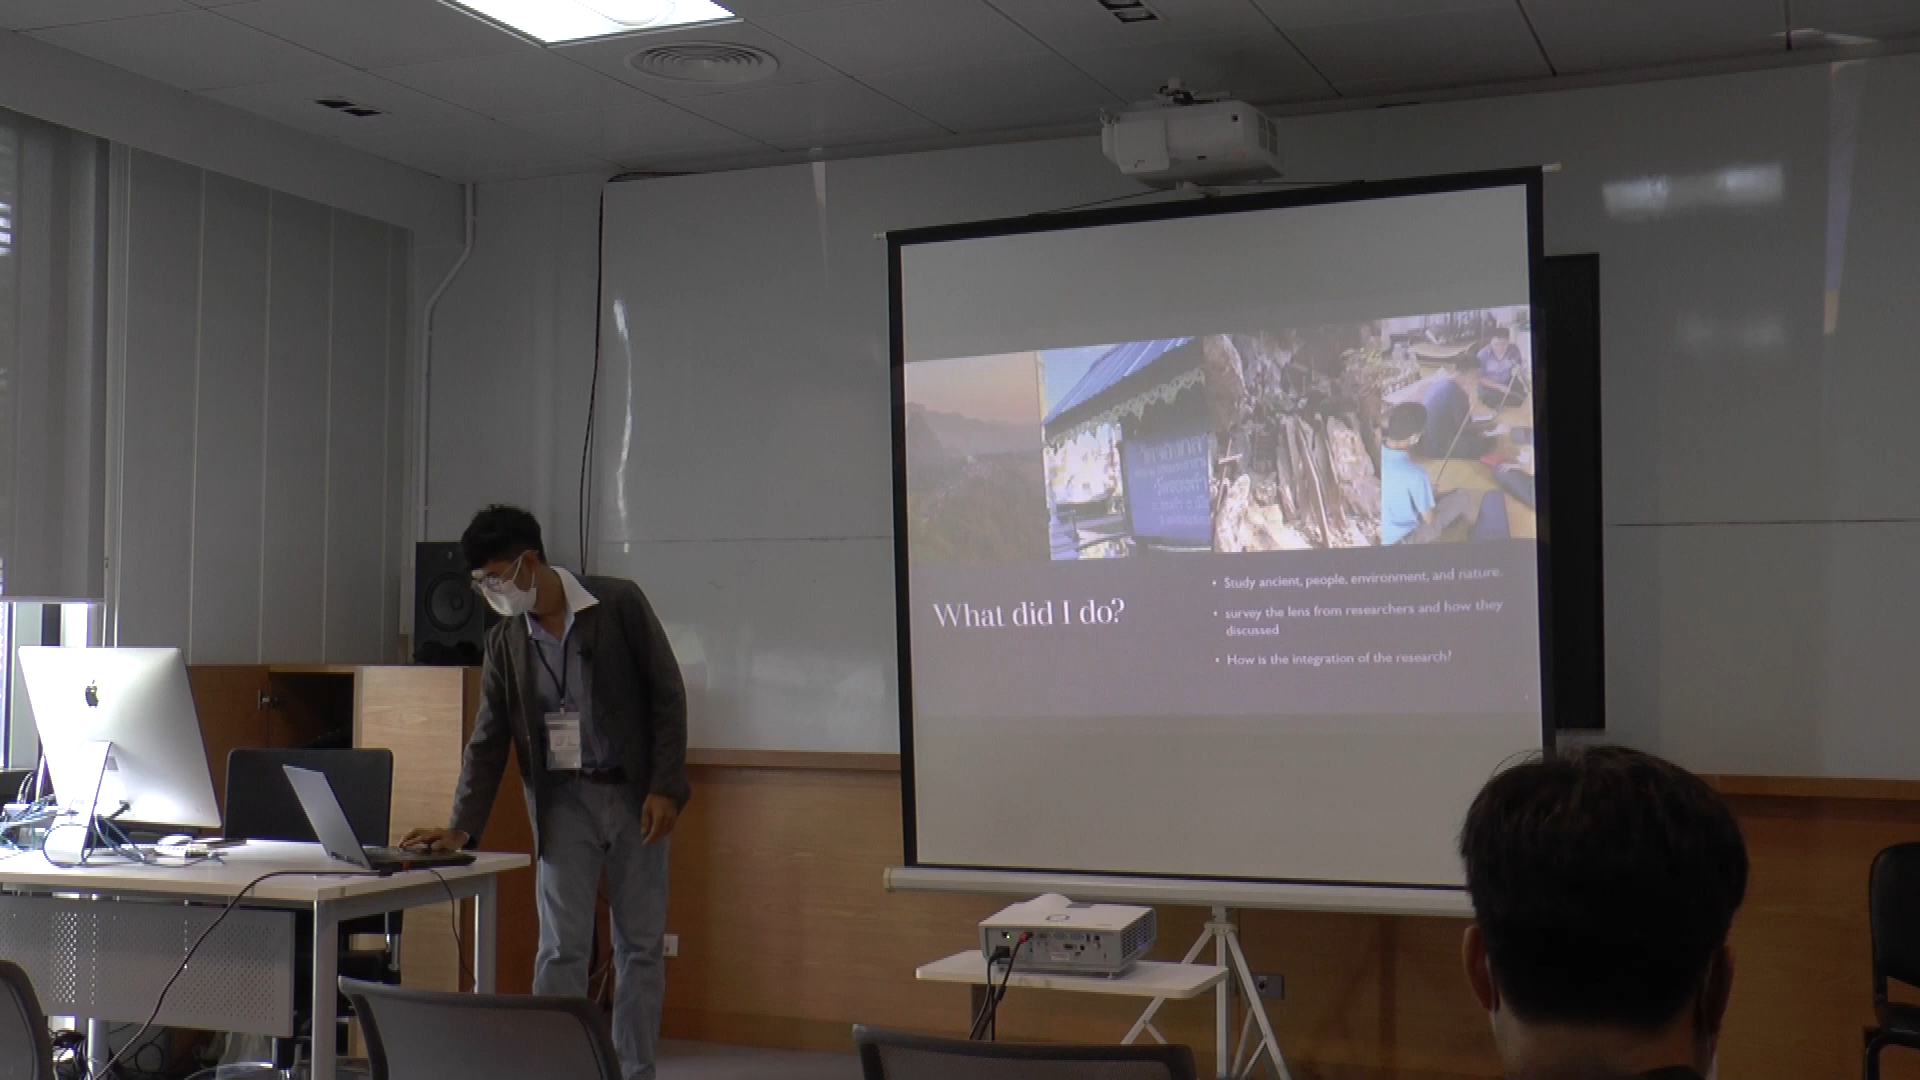 What did I do?
• Study ancient, people, environment, and nature.
• survey the lens from researchers and how they
discussed
• How is the integration of the research?